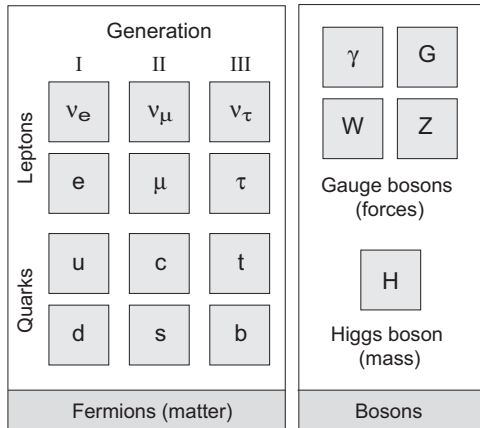 Generation
I II III
Leptons
νe νμ ντ
e μ τ
Quarks
u c t
d s b
Fermions (matter)
γ G
W Z
Gauge bosons
(forces)
H
Higgs boson
(mass)
Bosons